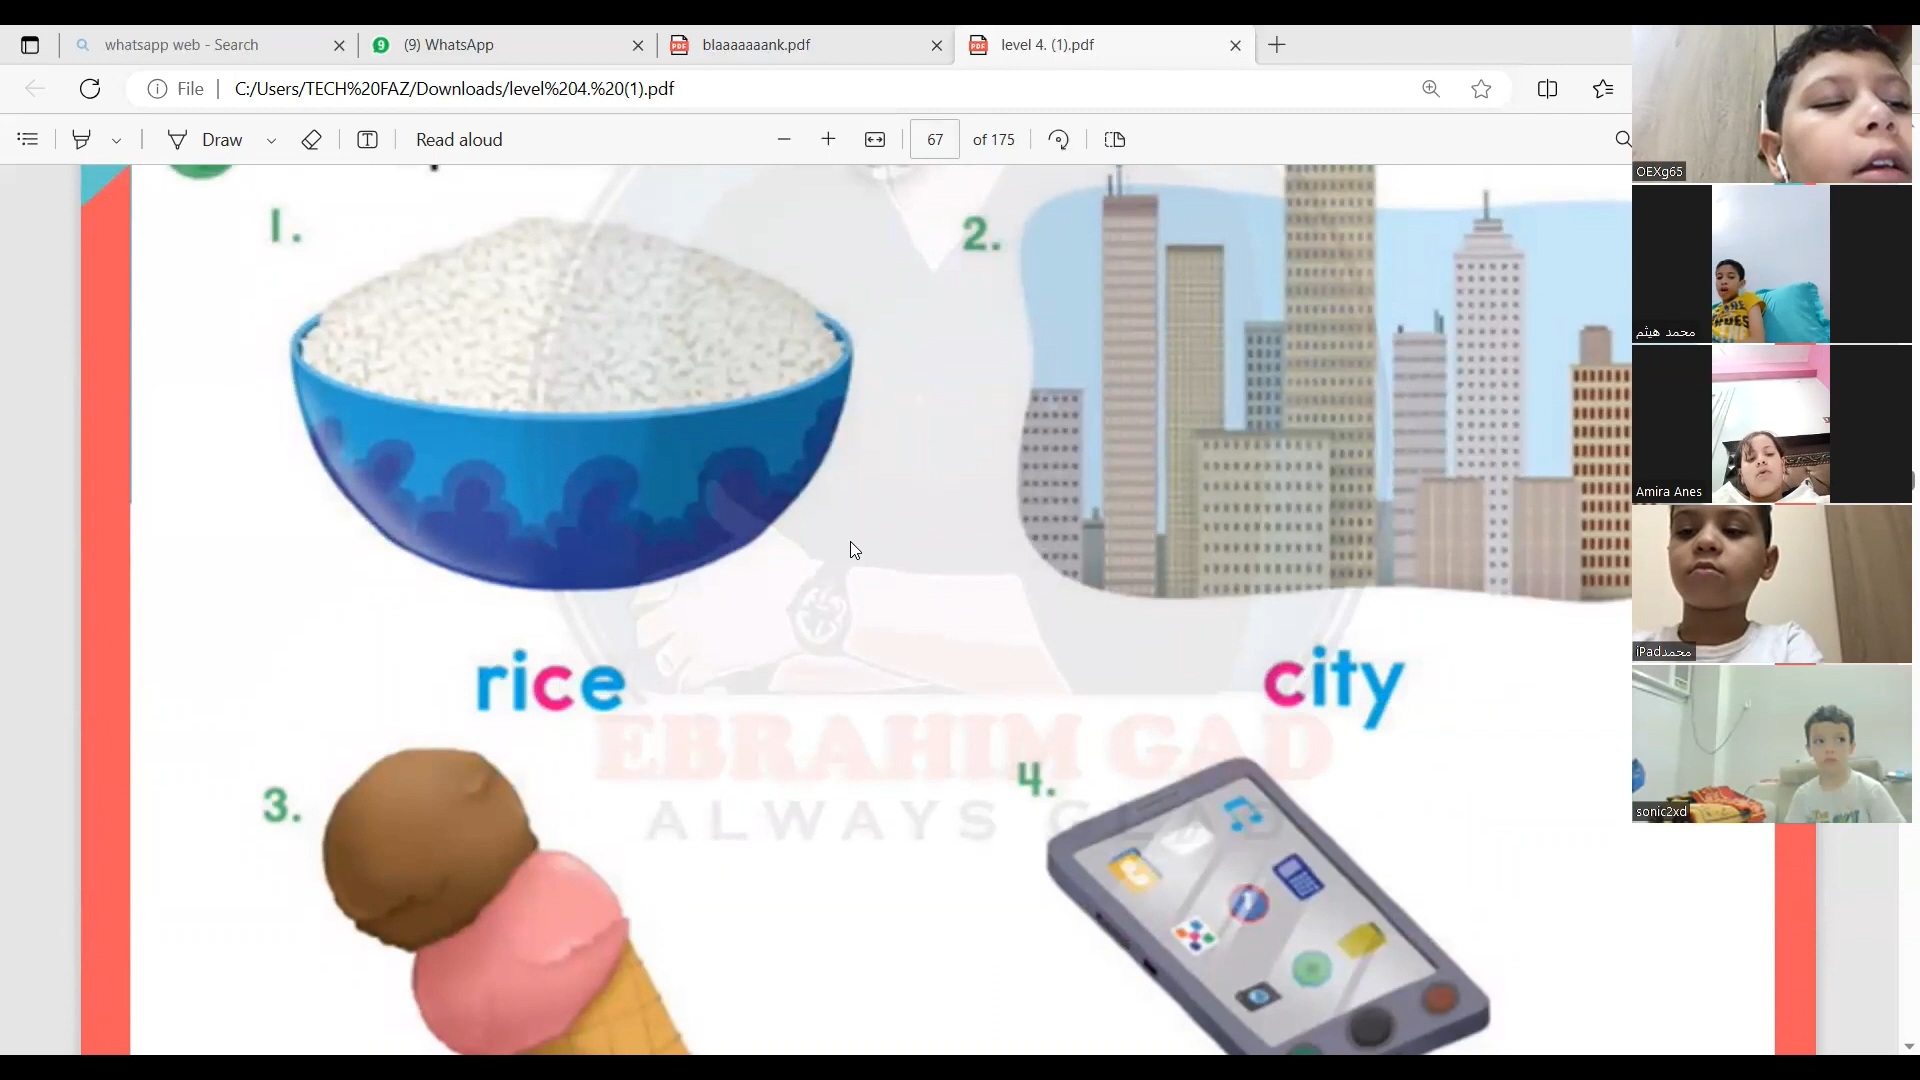 whatsapp web - Search
(9) WhatsApp
blaaaaaaank.pdf
level 4. (1).pdf
File
C:/Users/TECH%20FAZ/Downloads/level%204.%20(1).pdf
Draw
Read aloud
67
of 175
1.
2.
rice
city
EBRAHIM GAD
ALWAYS GLAD
3.
4.
OEXg65
محمد هيثم
Amira Anes
iPadمحمد
sonic2xd